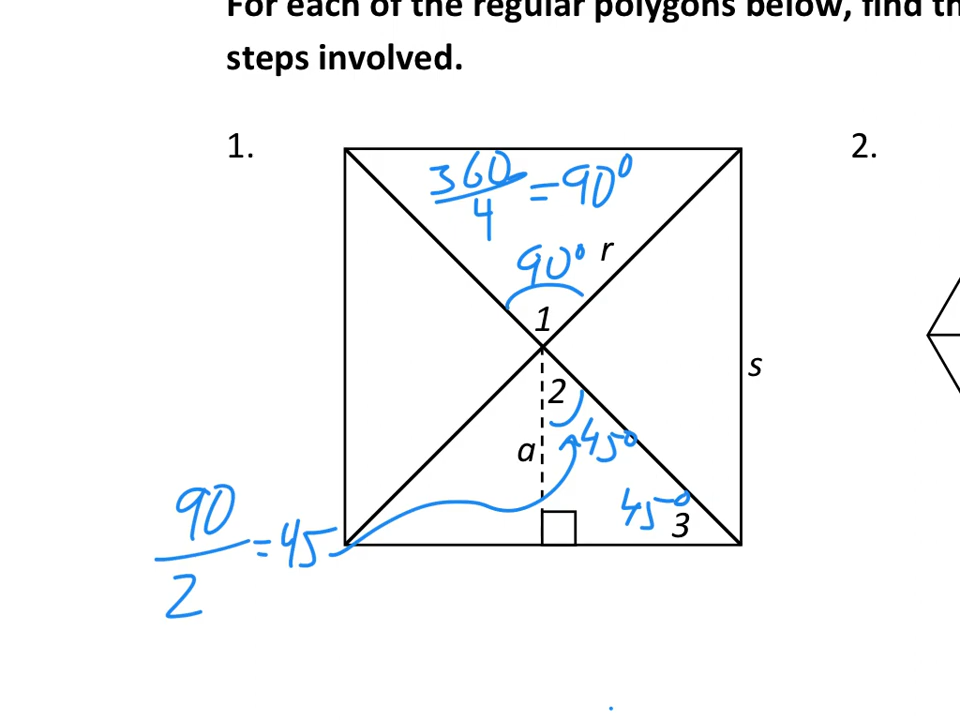 For each of the regular polygons below, find th
steps involved.
1.
2.
360/4 = 90°
90°
r
1
s
2
a
45°
45°
3
90/2 = 45